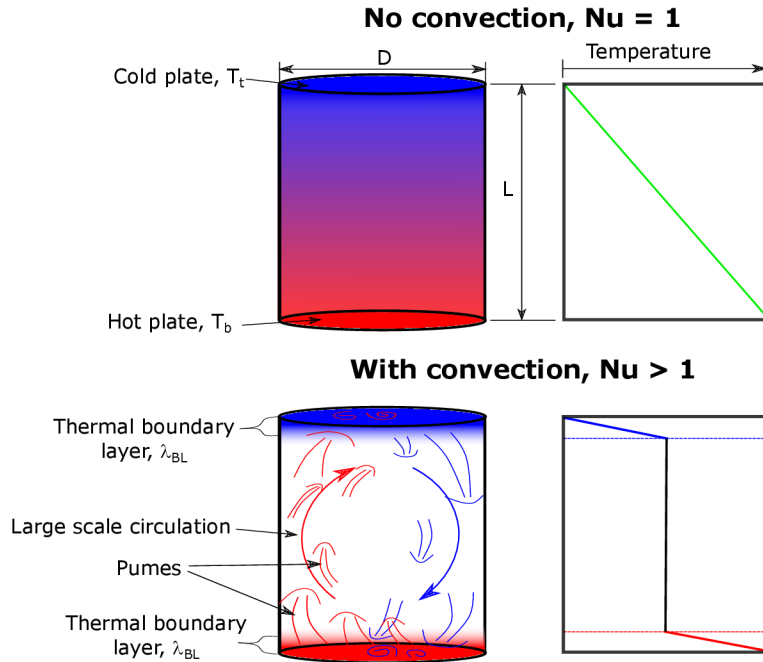 No convection, Nu = 1
D
Temperature
Cold plate, Tt
L
Hot plate, Tb
With convection, Nu > 1
Thermal boundary
layer, λBL
Large scale circulation
Pumes
Thermal boundary
layer, λBL